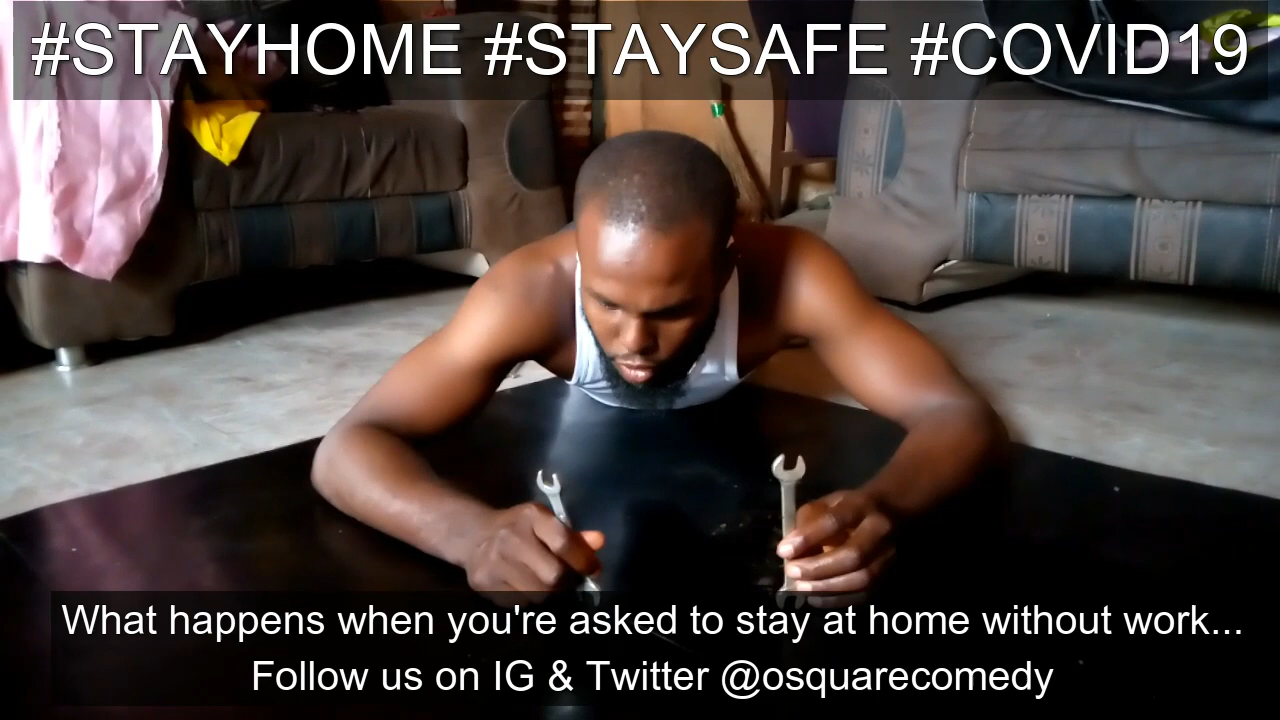 #STAYHOME #STAYSAFE #COVID19
What happens when you're asked to stay at home without work...
Follow us on IG & Twitter @osquarecomedy